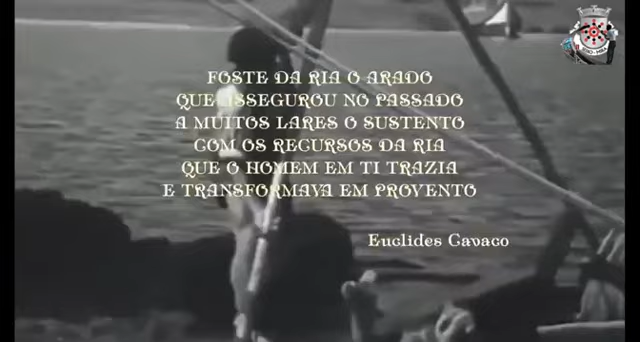 FOSTE DA RIA O ARADO
QUE ASSEGUROU NO PASSADO
A MUITOS LARES O SUSTENTO
COM OS RECURSOS DA RIA
QUE O HOMEM EM TI TRAZIA
E TRANSFORMAVA EM PROVENTO
Euclides Cavaco